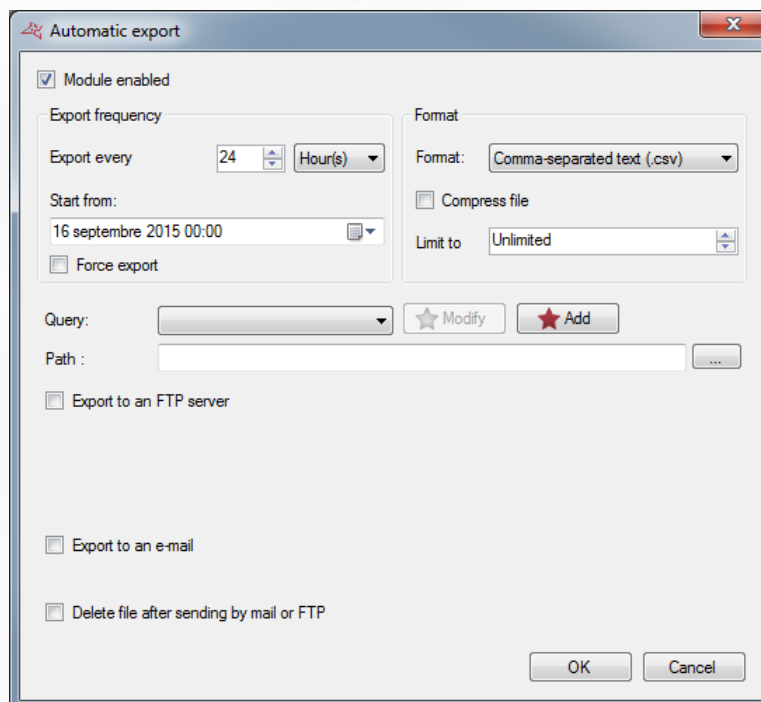 Automatic export
Module enabled
Export frequency
Export every 24 Hour(s)
Start from:
16 septembre 2015 00:00
Force export
Format
Format: Comma-separated text (.csv)
Compress file
Limit to Unlimited
Query: Modify Add
Path : ...
Export to an FTP server
Export to an e-mail
Delete file after sending by mail or FTP
OK Cancel